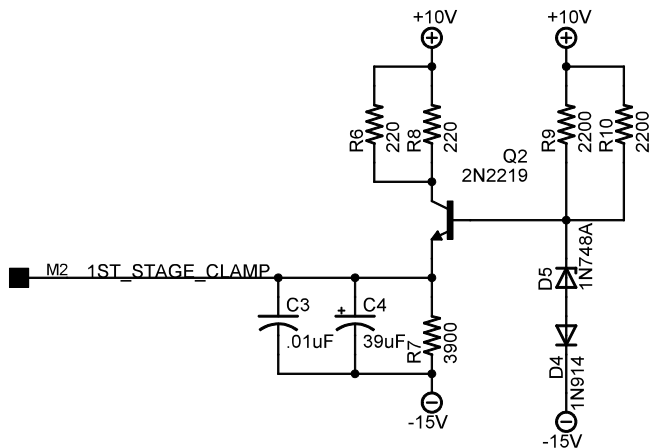 +10V
+10V
R6
220
R8
220
R9
2200
R10
2200
Q2
2N2219
M2
1ST_STAGE_CLAMP
D5
1N748A
C3
.01uF
+
C4
39uF
R7
3900
D4
1N914
-15V
-15V